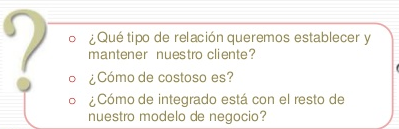 ¿Qué tipo de relación queremos establecer y
mantener nuestro cliente?
¿Cómo de costoso es?
¿Cómo de integrado está con el resto de
nuestro modelo de negocio?